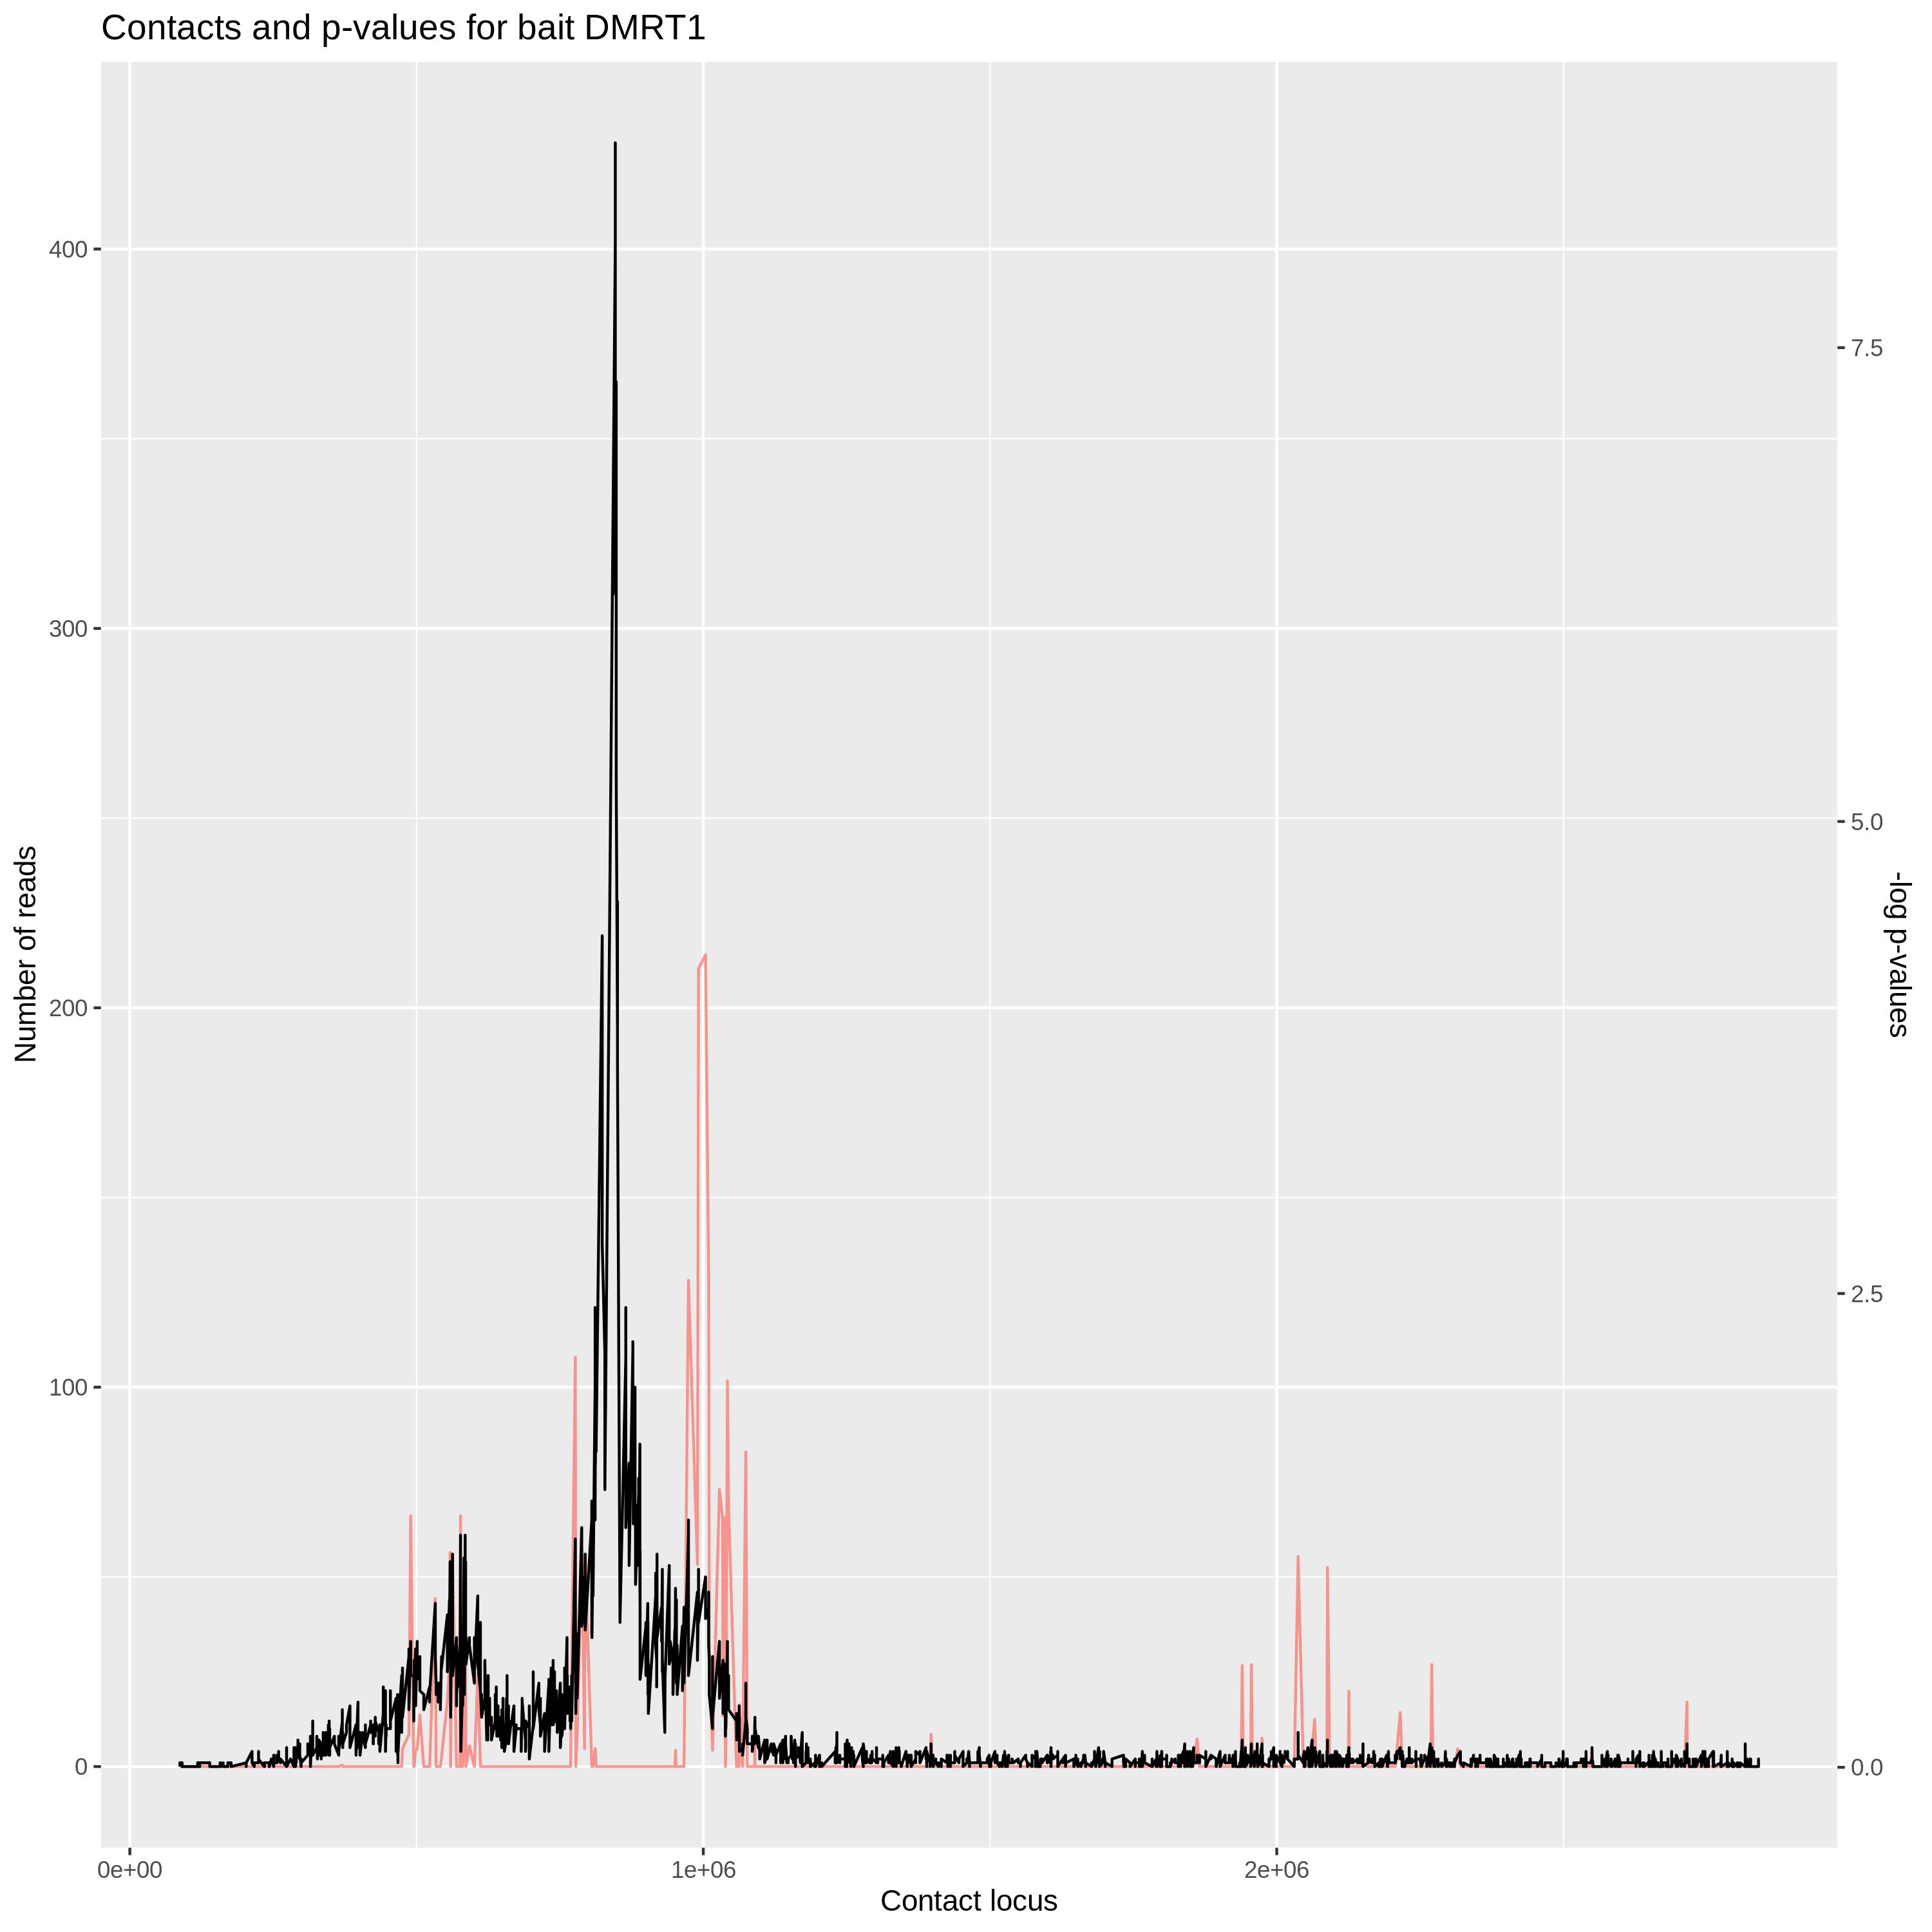 Contacts and p-values for bait DMRT1
400
300
200
100
0
Number of reads
7.5
5.0
2.5
0.0
-log p-values
0e+00
1e+06
2e+06
Contact locus